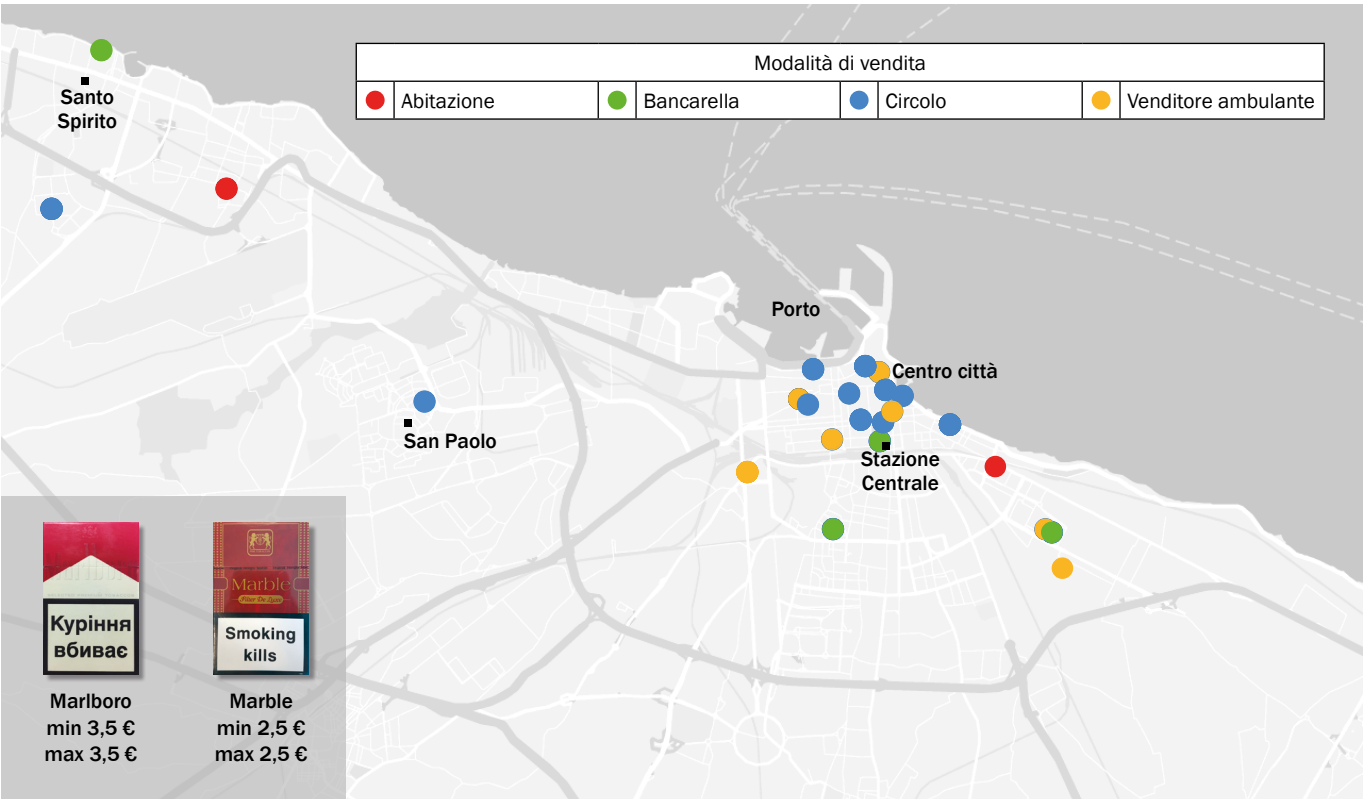 Modalità di vendita
Abitazione
Bancarella
Circolo
Venditore ambulante
Santo
Spirito
Porto
Centro città
San Paolo
Stazione
Centrale
Куріння
вбиває
Marlboro
min 3,5 €
max 3,5 €
Marble
Smoking
kills
Marble
min 2,5 €
max 2,5 €